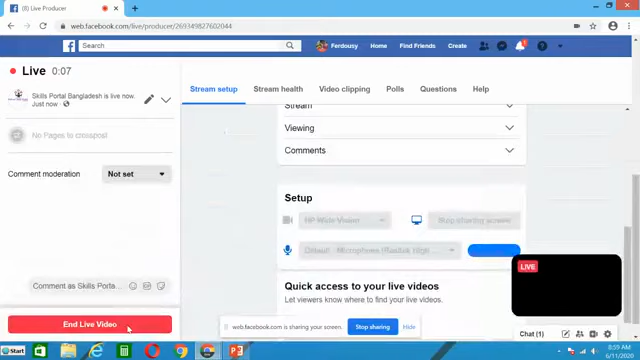 (8) Live Producer
web.facebook.com/live/producer/269349827602044
Search
Ferdousy Home Find Friends Create
1
Live 0:07
Stream setup Stream health Video clipping Polls Questions Help
Skills Portal Bangladesh is live now.
Just now
No Pages to crosspost
Comment moderation Not set
Stream
Viewing
Comments
Setup
HP Wide Vision
Stop sharing screen
Default - Microphone (Realtek High
Quick access to your live videos
Let viewers know where to find your live videos.
LIVE
Comment as Skills Porta...
End Live Video
web.facebook.com is sharing your screen. Stop sharing Hide
Chat (1)
Start
8:59 AM
6/11/2020